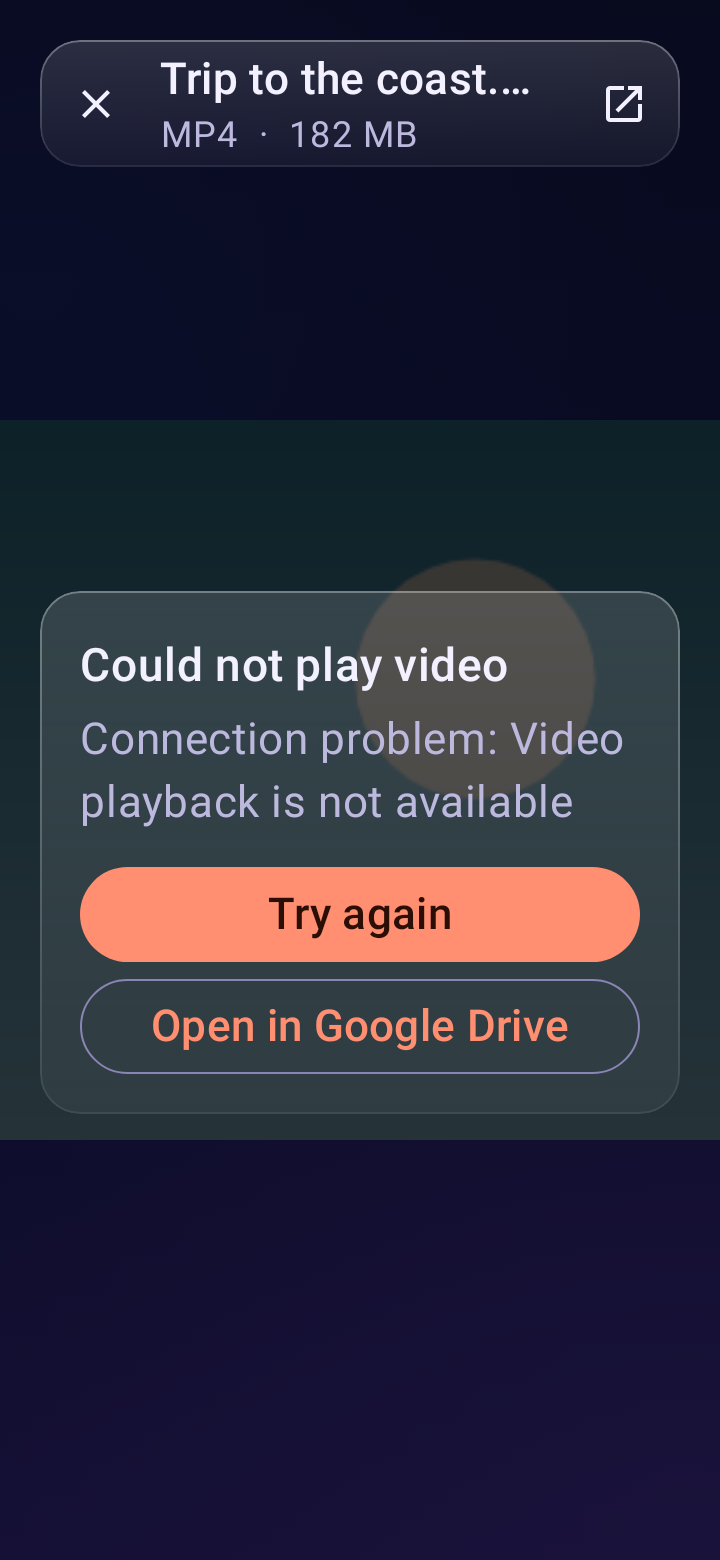 Trip to the coast.…
MP4 · 182 MB
Could not play video
Connection problem: Video
playback is not available
Try again
Open in Google Drive